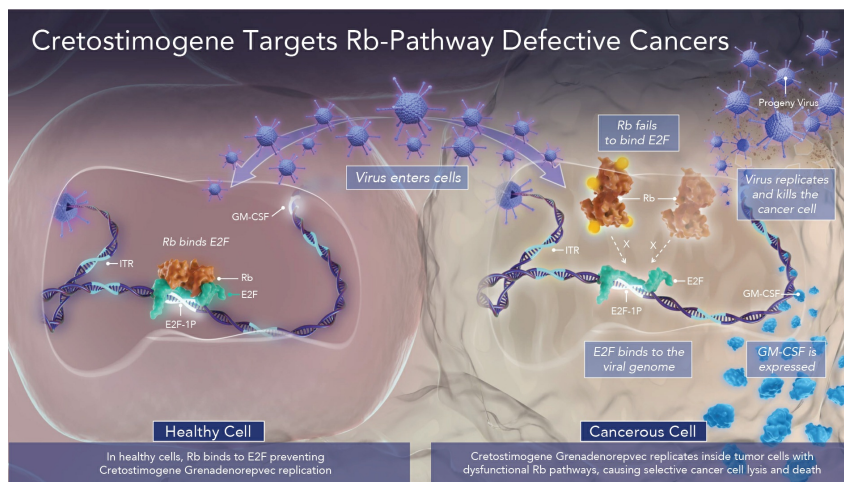 Cretostimogene Targets Rb-Pathway Defective Cancers
Progeny Virus
Rb fails
to bind E2F
Virus enters cells
Virus replicates
and kills the
cancer cell
GM-CSF
Rb binds E2F
Rb
ITR
Rb
E2F
E2F-1P
X
X
ITR
E2F
E2F-1P
GM-CSF
E2F binds to the
viral genome
GM-CSF is
expressed
Healthy Cell
In healthy cells, Rb binds to E2F preventing
Cretostimogene Grenadenorepvec replication
Cancerous Cell
Cretostimogene Grenadenorepvec replicates inside tumor cells with
dysfunctional Rb pathways, causing selective cancer cell lysis and death